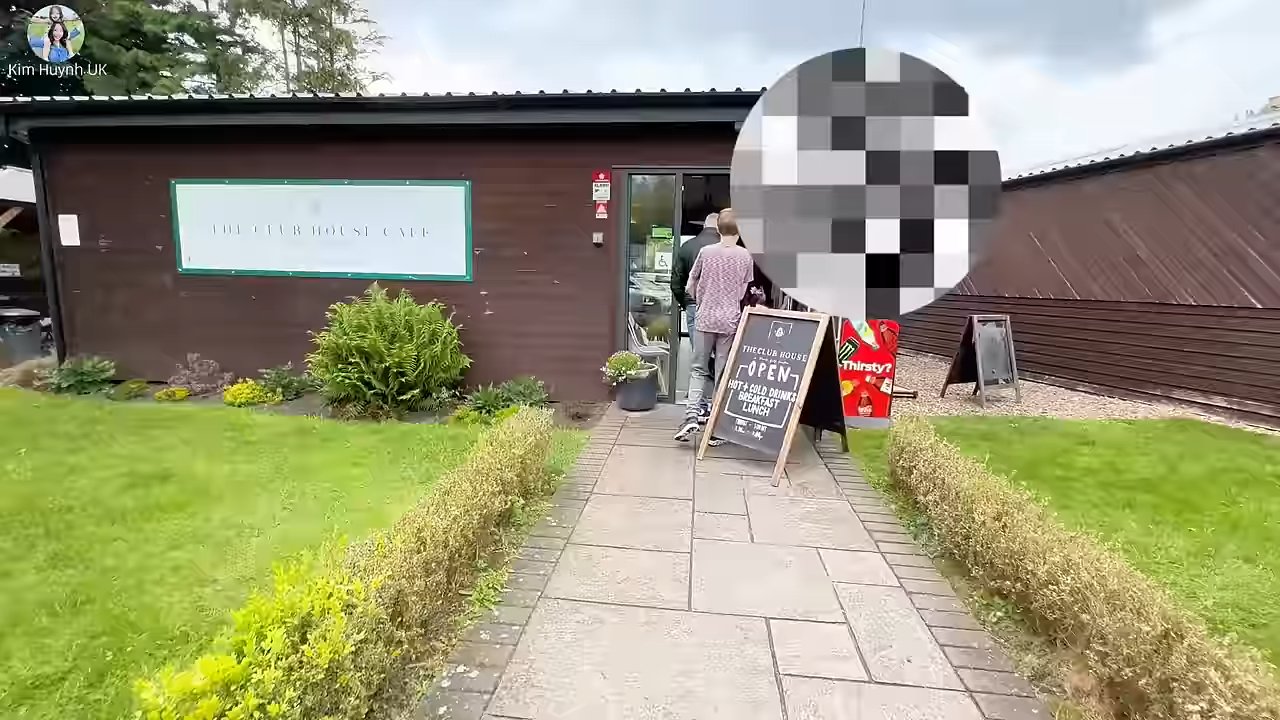 Kim Huynh UK
THE CLUB HOUSE CAFE
THE CLUB HOUSE
OPEN
HOT + COLD DRINKS
BREAKFAST
LUNCH
Thirsty?